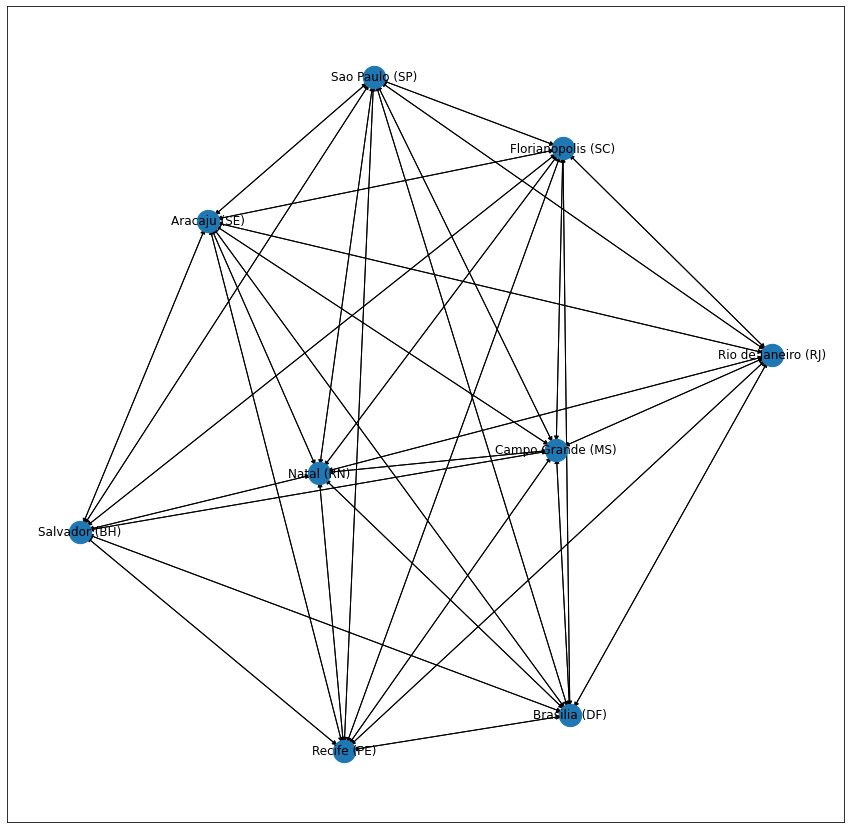 Sao Paulo (SP)
Florianopolis (SC)
Aracaju (SE)
Rio de Janeiro (RJ)
Campo Grande (MS)
Natal (RN)
Salvador (BH)
Brasilia (DF)
Recife (PE)